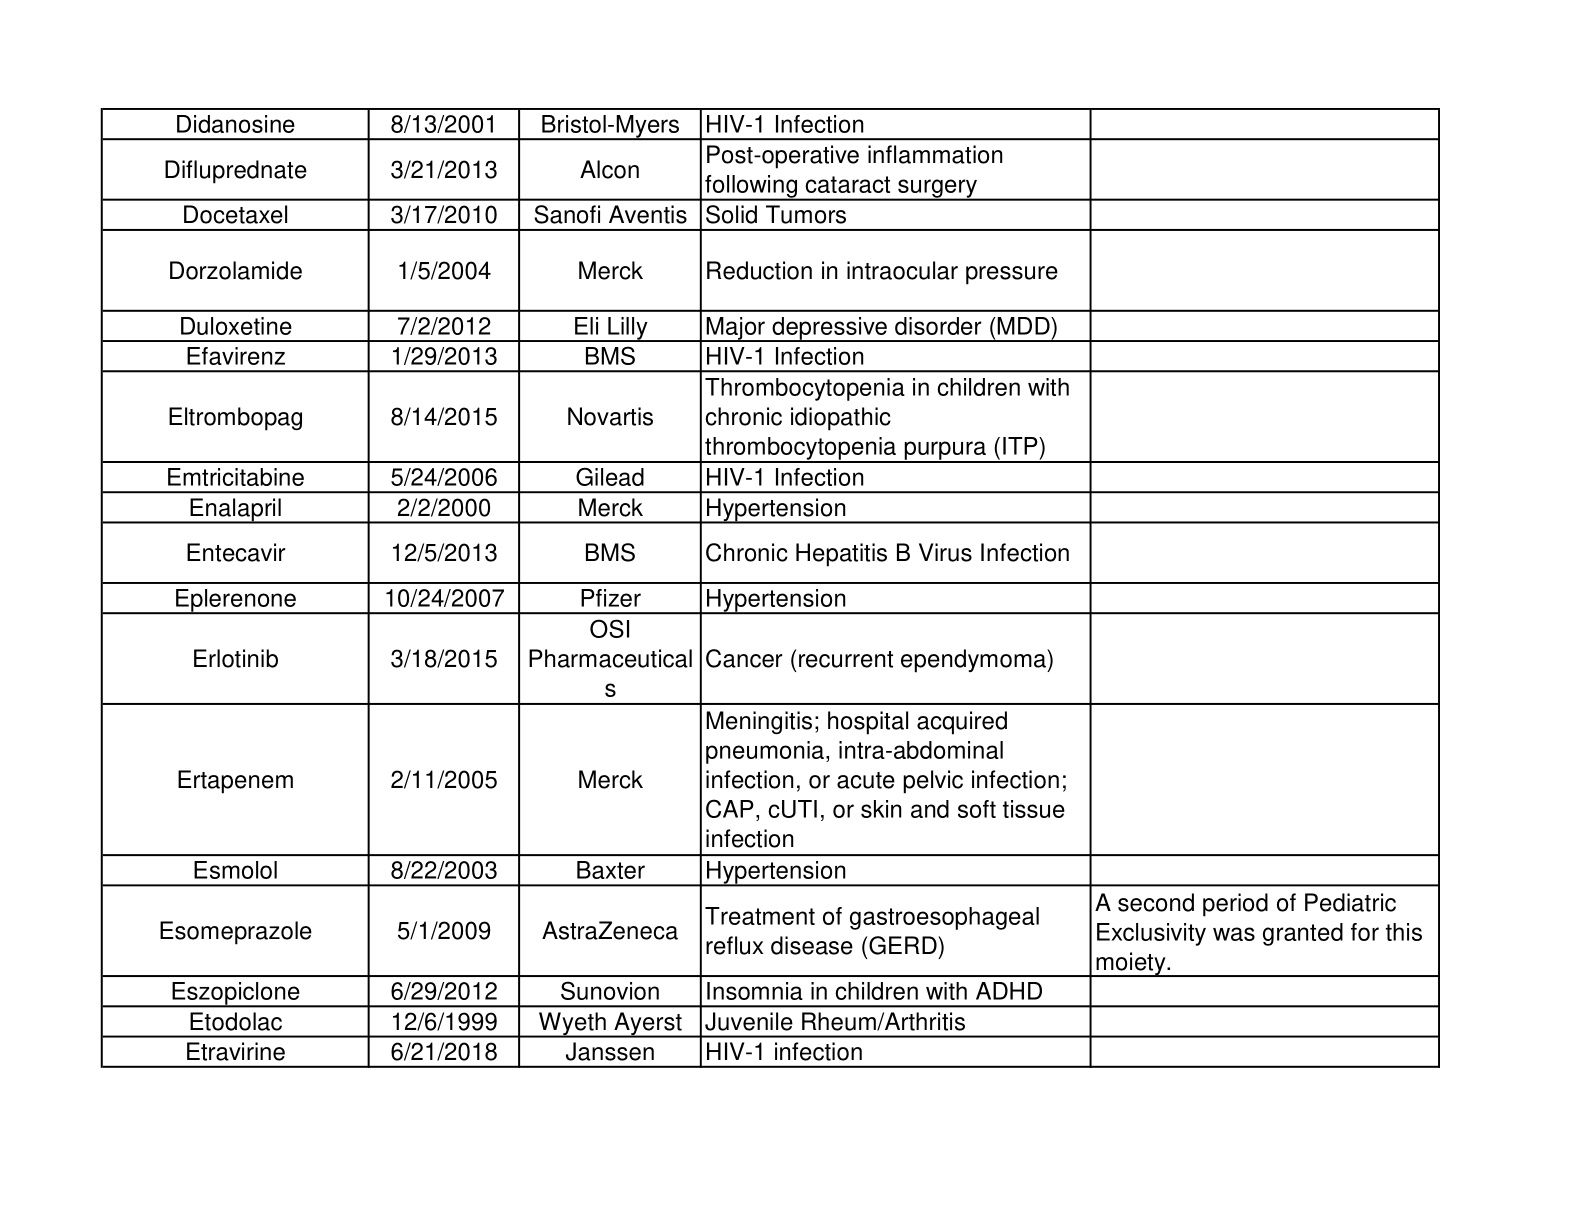 Didanosine 8/13/2001 Bristol-Myers HIV-1 Infection
Difluprednate 3/21/2013 Alcon Post-operative inflammation
following cataract surgery
Docetaxel 3/17/2010 Sanofi Aventis Solid Tumors
Dorzolamide 1/5/2004 Merck Reduction in intraocular pressure
Duloxetine 7/2/2012 Eli Lilly Major depressive disorder (MDD)
Efavirenz 1/29/2013 BMS HIV-1 Infection
Eltrombopag 8/14/2015 Novartis Thrombocytopenia in children with
chronic idiopathic
thrombocytopenia purpura (ITP)
Emtricitabine 5/24/2006 Gilead HIV-1 Infection
Enalapril 2/2/2000 Merck Hypertension
Entecavir 12/5/2013 BMS Chronic Hepatitis B Virus Infection
Eplerenone 10/24/2007 Pfizer Hypertension
Erlotinib 3/18/2015 OSI
Pharmaceutical
s Cancer (recurrent ependymoma)
Ertapenem 2/11/2005 Merck Meningitis; hospital acquired
pneumonia, intra-abdominal
infection, or acute pelvic infection;
CAP, cUTI, or skin and soft tissue
infection
Esmolol 8/22/2003 Baxter Hypertension
Esomeprazole 5/1/2009 AstraZeneca Treatment of gastroesophageal
reflux disease (GERD)
A second period of Pediatric
Exclusivity was granted for this
moiety.
Eszopiclone 6/29/2012 Sunovion Insomnia in children with ADHD
Etodolac 12/6/1999 Wyeth Ayerst Juvenile Rheum/Arthritis
Etravirine 6/21/2018 Janssen HIV-1 infection